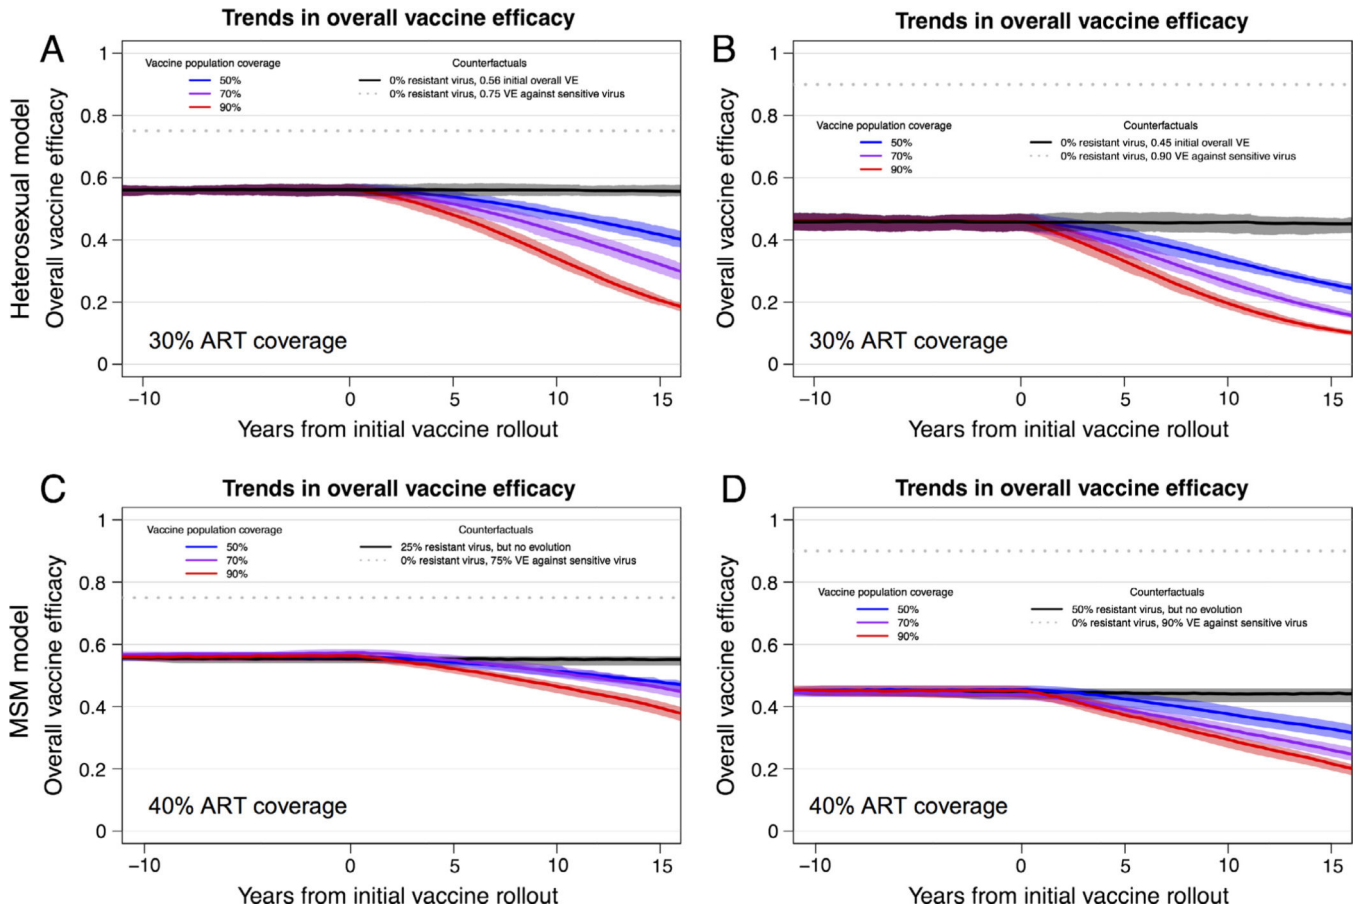 A
Trends in overall vaccine efficacy
Heterosexual model
Overall vaccine efficacy
1
0.8
0.6
0.4
0.2
0
Vaccine population coverage
50%
70%
90%
Counterfactuals
0% resistant virus, 0.56 initial overall VE
0% resistant virus, 0.75 VE against sensitive virus
30% ART coverage
−10
0
5
10
15
Years from initial vaccine rollout
B
Trends in overall vaccine efficacy
Overall vaccine efficacy
1
0.8
0.6
0.4
0.2
0
Vaccine population coverage
50%
70%
90%
Counterfactuals
0% resistant virus, 0.45 initial overall VE
0% resistant virus, 0.90 VE against sensitive virus
30% ART coverage
−10
0
5
10
15
Years from initial vaccine rollout
C
Trends in overall vaccine efficacy
MSM model
Overall vaccine efficacy
1
0.8
0.6
0.4
0.2
0
Vaccine population coverage
50%
70%
90%
Counterfactuals
25% resistant virus, but no evolution
0% resistant virus, 75% VE against sensitive virus
40% ART coverage
−10
0
5
10
15
Years from initial vaccine rollout
D
Trends in overall vaccine efficacy
Overall vaccine efficacy
1
0.8
0.6
0.4
0.2
0
Vaccine population coverage
50%
70%
90%
Counterfactuals
50% resistant virus, but no evolution
0% resistant virus, 90% VE against sensitive virus
40% ART coverage
−10
0
5
10
15
Years from initial vaccine rollout